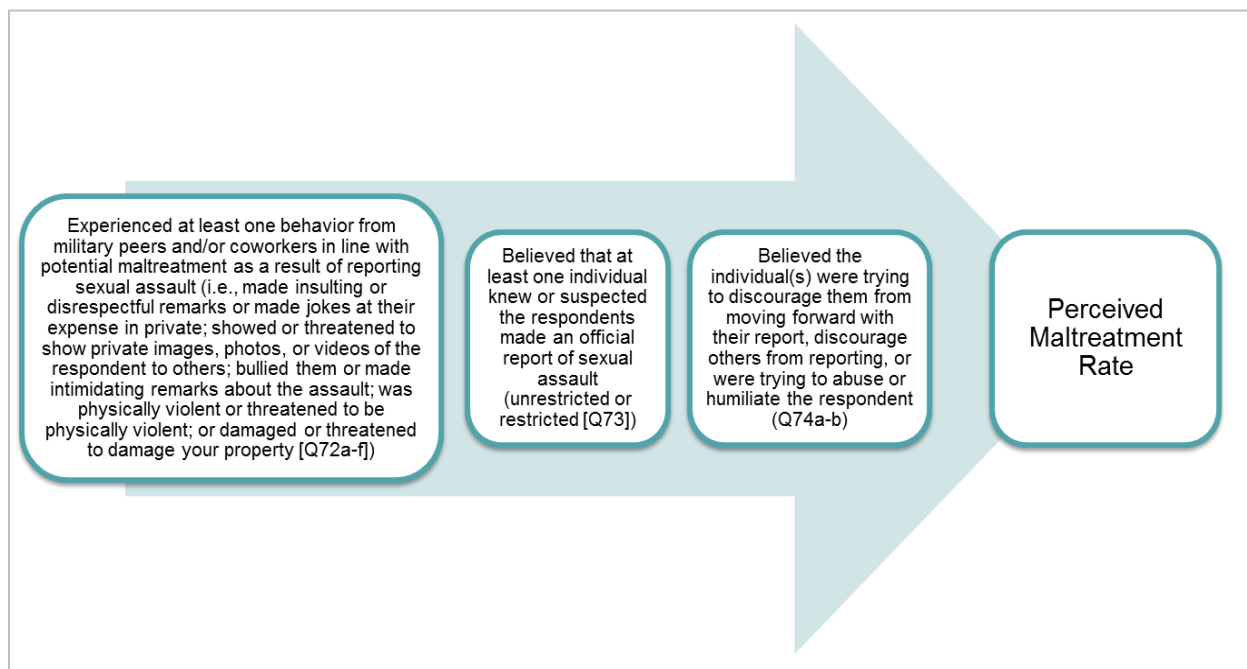 Experienced at least one behavior from
military peers and/or coworkers in line with
potential maltreatment as a result of reporting
sexual assault (i.e., made insulting or
disrespectful remarks or made jokes at their
expense in private; showed or threatened to
show private images, photos, or videos of the
respondent to others; bullied them or made
intimidating remarks about the assault; was
physically violent or threatened to be
physically violent; or damaged or threatened
to damage your property [Q72a-f])
Believed that at
least one individual
knew or suspected
the respondents
made an official
report of sexual
assault
(unrestricted or
restricted [Q73])
Believed the
individual(s) were trying
to discourage them from
moving forward with
their report, discourage
others from reporting, or
were trying to abuse or
humiliate the respondent
(Q74a-b)
Perceived
Maltreatment
Rate